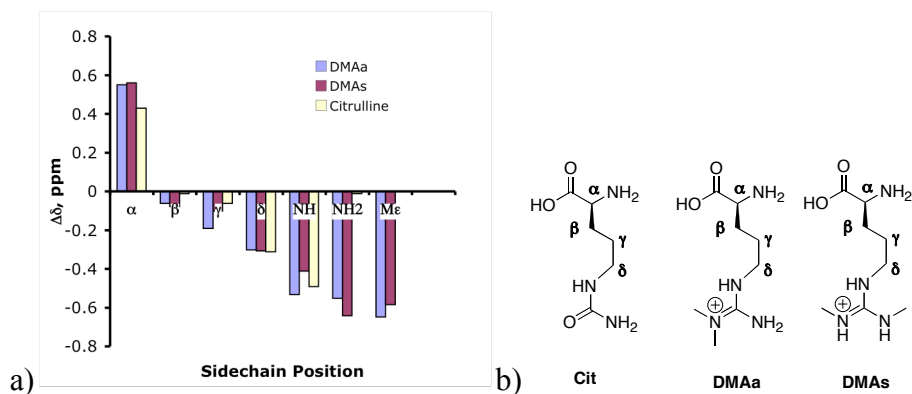 0.8
0.6
0.4
0.2
0
-0.2
-0.4
-0.6
-0.8
Δδ, ppm
DMAa
DMAs
Citrulline
α β γ δ NH NH2 Mε
Sidechain Position
a)
b)
O
HO
α
NH₂
β
γ
δ
HN
O
NH₂
Cit
O
HO
α
NH₂
β
γ
δ
HN
+
N
NH₂
DMAa
O
HO
α
NH₂
β
γ
δ
HN
+
N
H
N
H
DMAs